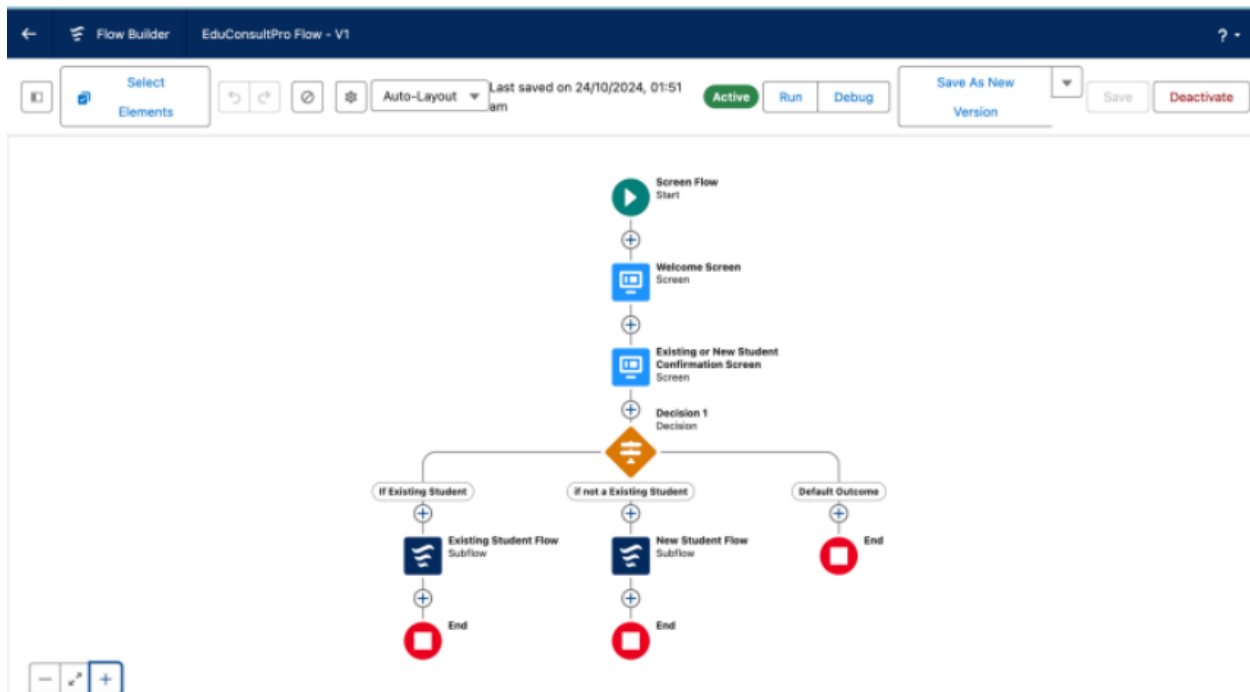 Flow Builder EduConsultPro Flow - V1 ?
Select
Elements
Auto-Layout
Last saved on 24/10/2024, 01:51
am
Active
Run
Debug
Save As New
Version
Save
Deactivate
Screen Flow
Start
Welcome Screen
Screen
Existing or New Student
Confirmation Screen
Screen
Decision 1
Decision
If Existing Student
if not a Existing Student
Default Outcome
Existing Student Flow
Subflow
New Student Flow
Subflow
End
End
End